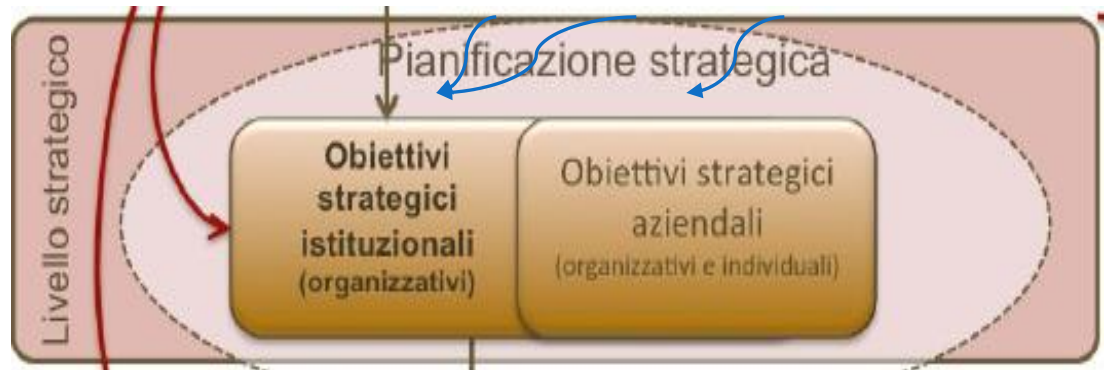 Livello strategico
Pianificazione strategica
Obiettivi
strategici
istituzionali
(organizzativi)
Obiettivi strategici
aziendali
(organizzativi e individuali)